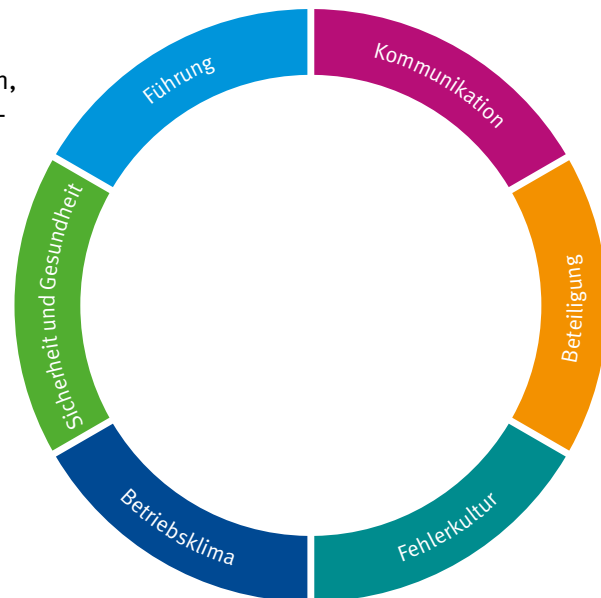 n,
-
Führung
Kommunikation
Beteiligung
Fehlerkultur
Betriebsklima
Sicherheit und Gesundheit